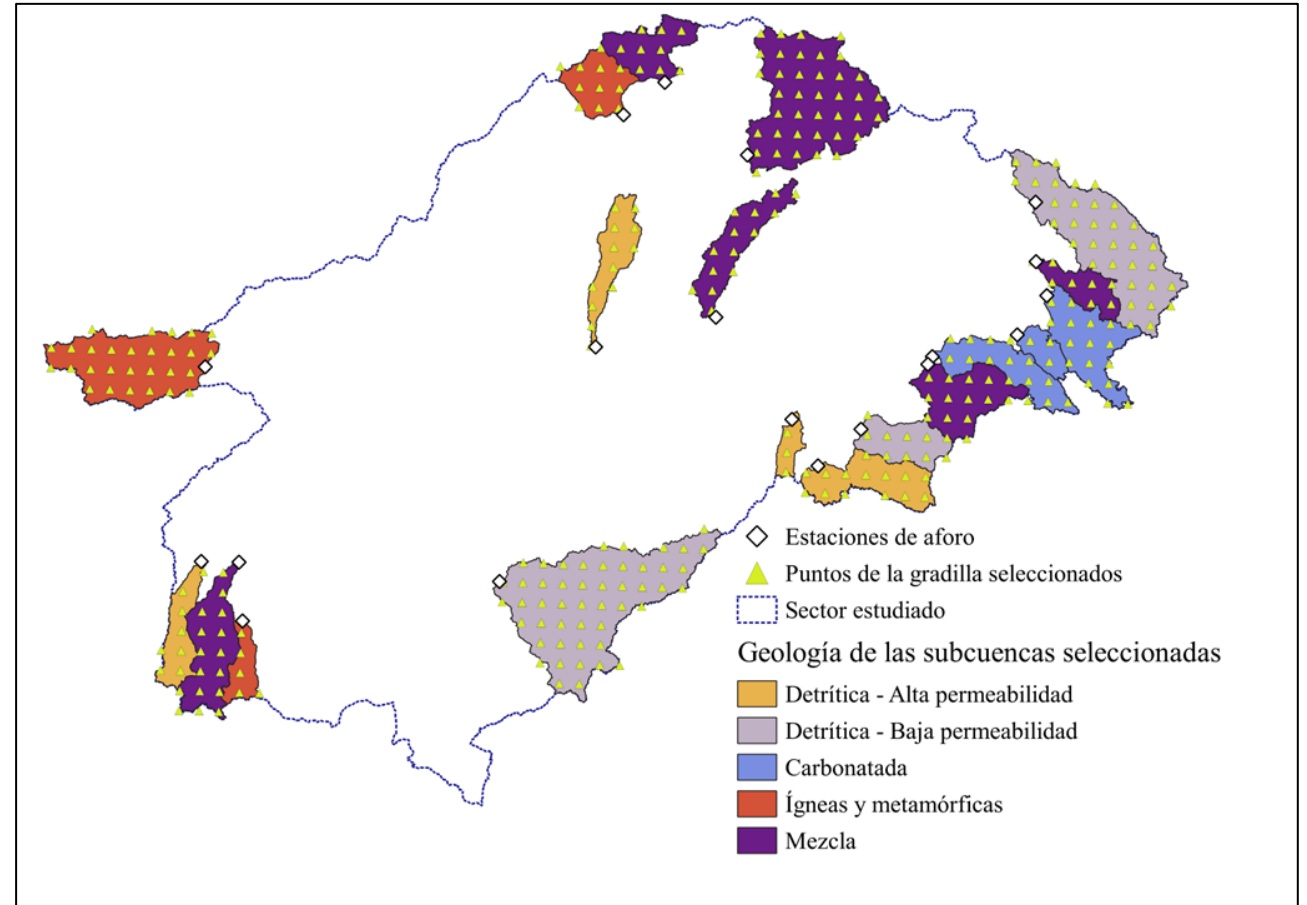 Estaciones de aforo
Puntos de la gradilla seleccionados
Sector estudiado
Geología de las subcuencas seleccionadas
Detrítica - Alta permeabilidad
Detrítica - Baja permeabilidad
Carbonatada
Ígneas y metamórficas
Mezcla